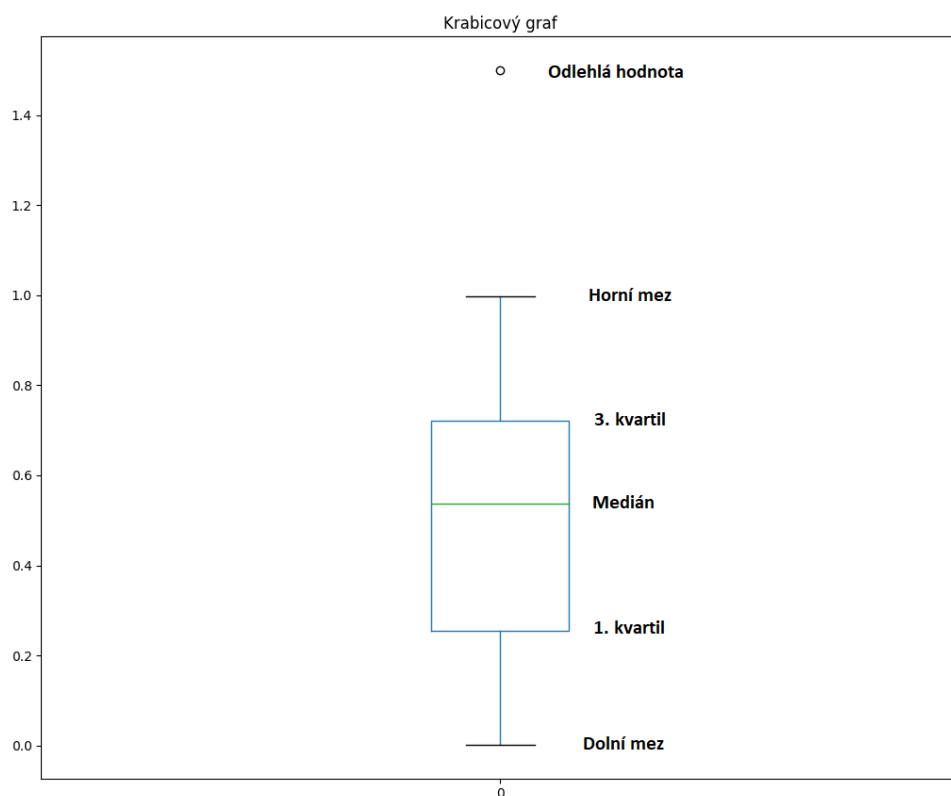 Krabicový graf
Odlehlá hodnota
1.4
1.2
1.0
Horní mez
0.8
3. kvartil
0.6
Medián
0.4
1. kvartil
0.2
0.0
Dolní mez
0